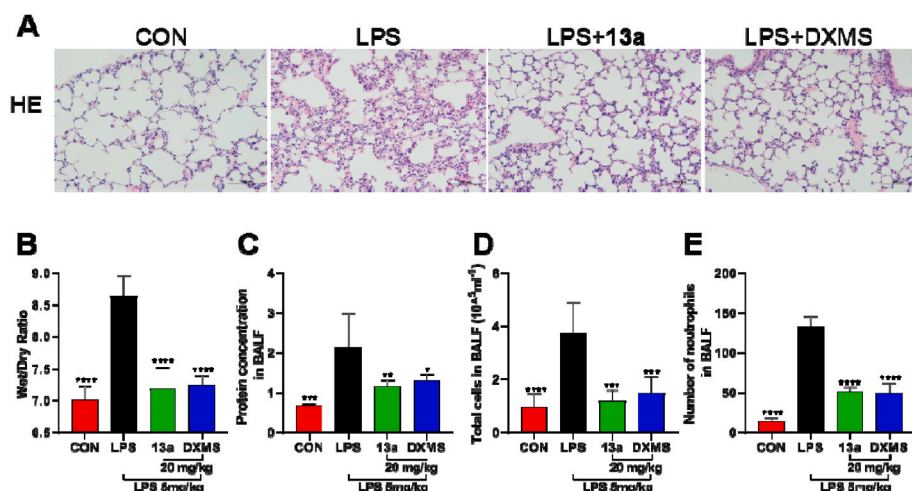 A
CON
LPS
LPS+13a
LPS+DXMS
HE
B
Wet/Dry Ratio
9.0
8.5
8.0
7.5
7.0
6.5
****
****
****
CON
LPS
13a
DXMS
20 mg/kg
LPS 5mg/kg
C
Protein concentration
in BALF
4
3
2
1
0
***
**
*
CON
LPS
13a
DXMS
20 mg/kg
LPS 5mg/kg
D
Total cells in BALF (10^5ml-1)
6
4
2
0
****
***
***
CON
LPS
13a
DXMS
20 mg/kg
LPS 5mg/kg
E
Number of neutrophils
in BALF
200
150
100
50
0
****
****
****
CON
LPS
13a
DXMS
20 mg/kg
LPS 5mg/kg